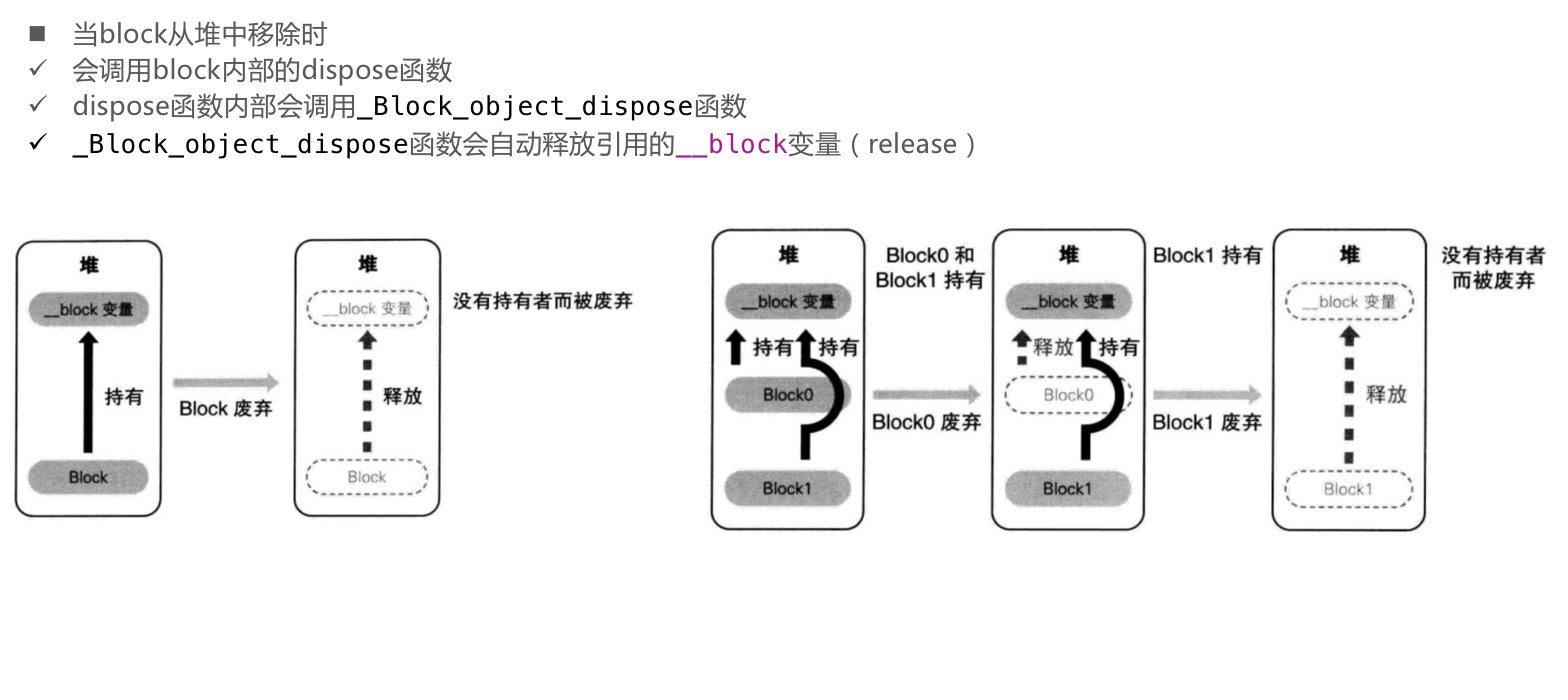 当block从堆中移除时
会调用block内部的dispose函数
dispose函数内部会调用_Block_object_dispose函数
_Block_object_dispose函数会自动释放引用的__block变量（release）
堆
__block 变量
持有
Block
Block 废弃
堆
__block 变量
释放
Block
没有持有者而被废弃
堆
__block 变量
持有
持有
Block0
Block1
Block0 和
Block1 持有
Block0 废弃
堆
__block 变量
释放
持有
Block0
Block1
Block1 持有
Block1 废弃
堆
__block 变量
释放
Block1
没有持有者
而被废弃